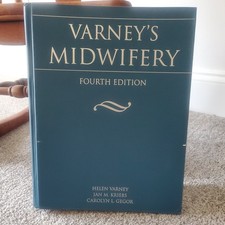 VARNEY'S
MIDWIFERY
FOURTH EDITION
HELEN VARNEY
JAN M. KRIEBS
CAROLYN L. GEGOR